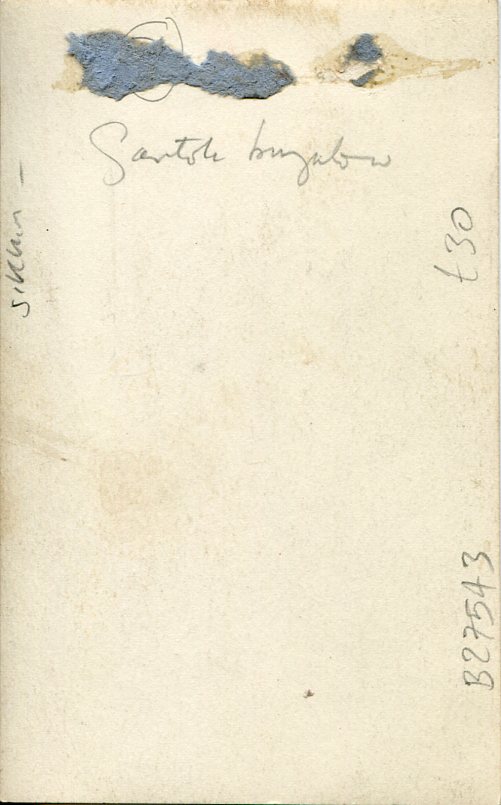 Gantok bungalow
Sikkim -
£30
B27543